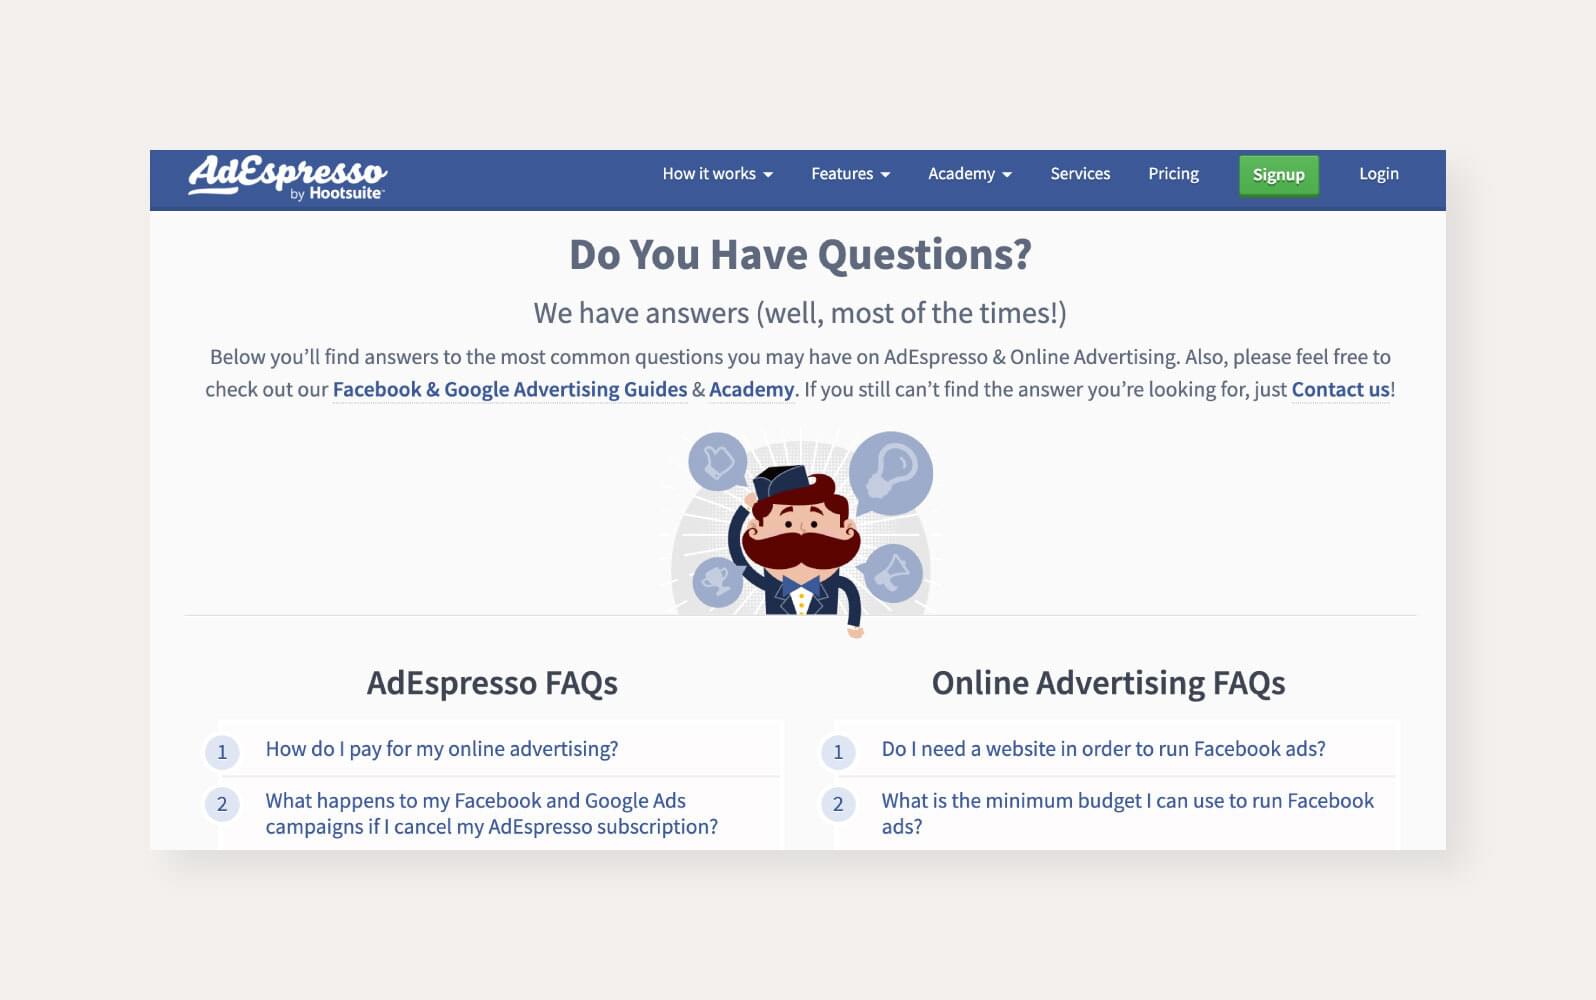 AdEspresso
by Hootsuite™
How it works
Features
Academy
Services
Pricing
Signup
Login
Do You Have Questions?
We have answers (well, most of the times!)
Below you’ll find answers to the most common questions you may have on AdEspresso & Online Advertising. Also, please feel free to
check out our Facebook & Google Advertising Guides & Academy. If you still can’t find the answer you’re looking for, just Contact us!
AdEspresso FAQs
1 How do I pay for my online advertising?
2 What happens to my Facebook and Google Ads
campaigns if I cancel my AdEspresso subscription?
Online Advertising FAQs
1 Do I need a website in order to run Facebook ads?
2 What is the minimum budget I can use to run Facebook
ads?